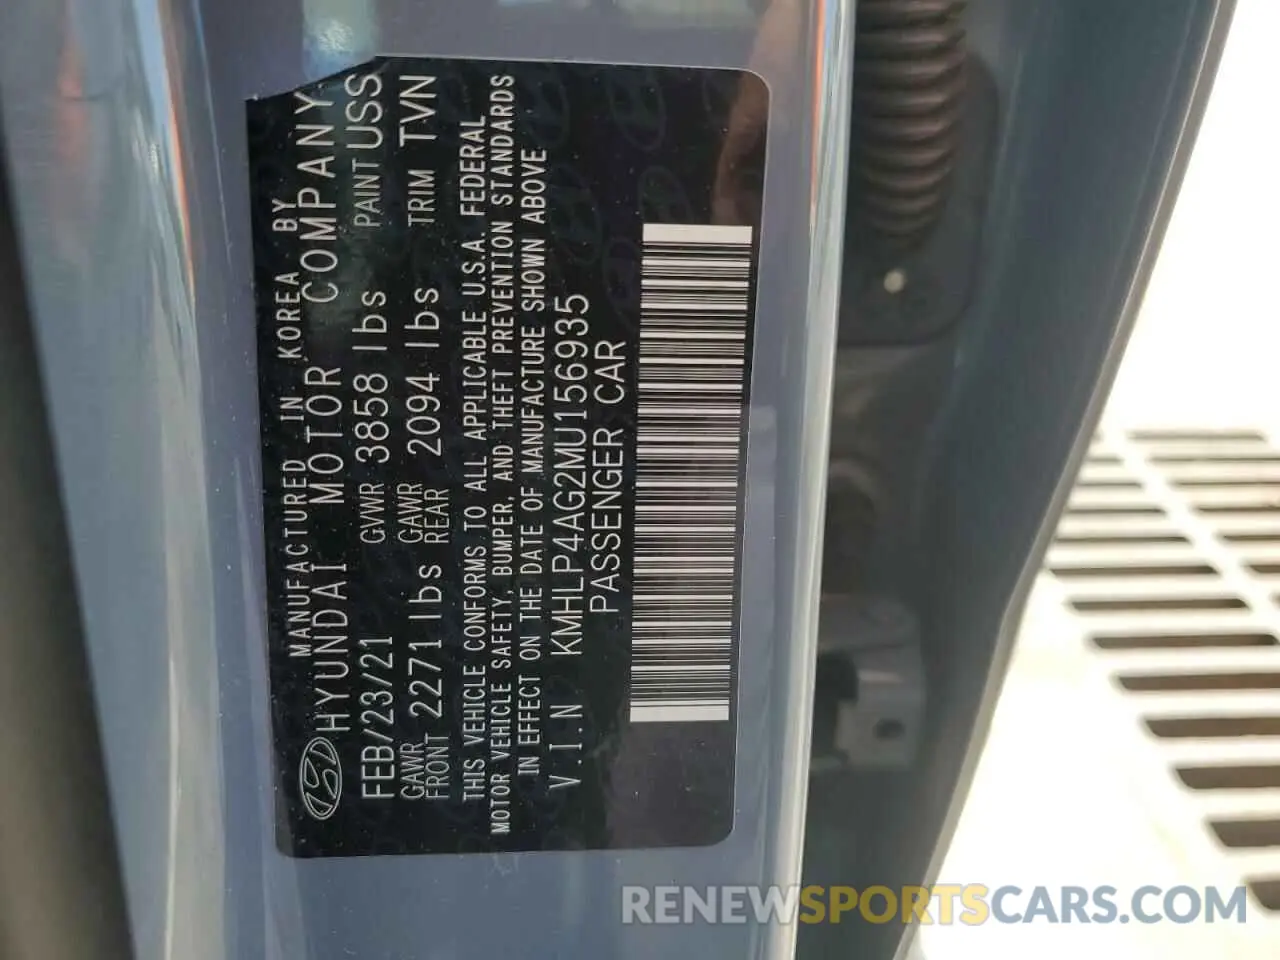 MANUFACTURED IN KOREA BY
HYUNDAI MOTOR COMPANY
FEB/23/21 GVWR 3858 lbs PAINT USS
GAWR FRONT 2271 lbs GAWR REAR 2094 lbs TRIM TVN
THIS VEHICLE CONFORMS TO ALL APPLICABLE U.S.A. FEDERAL
MOTOR VEHICLE SAFETY, BUMPER, AND THEFT PREVENTION STANDARDS
IN EFFECT ON THE DATE OF MANUFACTURE SHOWN ABOVE
V.I.N KMHLP4AG2MU156935
PASSENGER CAR
RENEWSPORTSCARS.COM